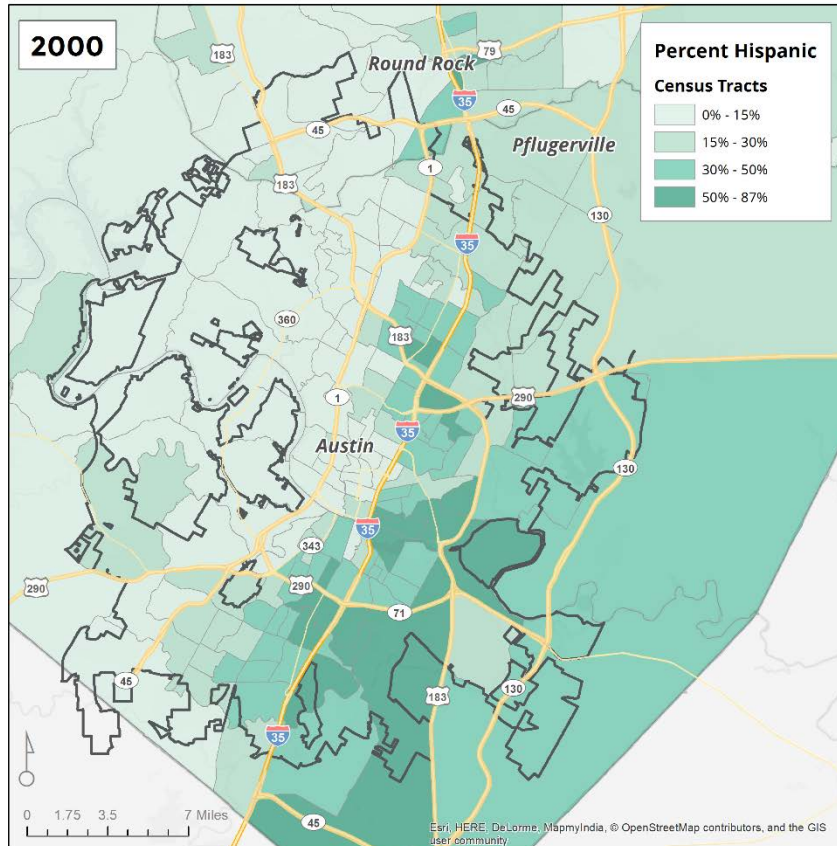 2000
183
79
Round Rock
Percent Hispanic
Census Tracts
0% - 15%
15% - 30%
30% - 50%
50% - 87%
35
45
45
Pflugerville
1
183
130
35
360
183
290
1
35
Austin
130
35
343
290
290
71
45
183
130
35
45
0 1.75 3.5 7 Miles
Esri, HERE, DeLorme, MapmyIndia, © OpenStreetMap contributors, and the GIS
user community